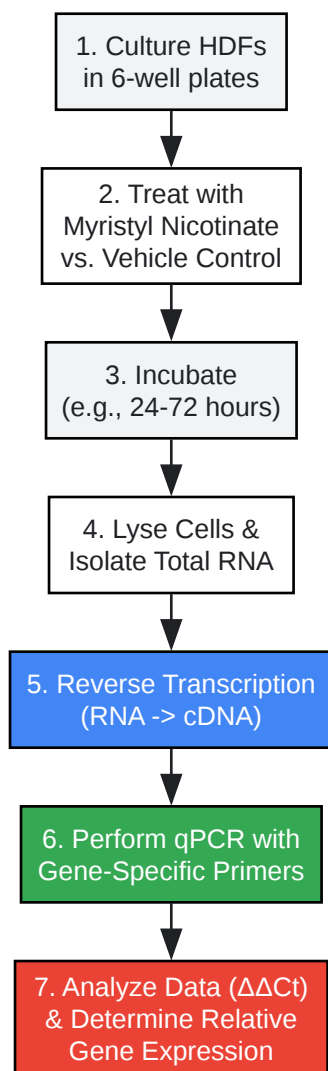 1. Culture HDFs
in 6-well plates
2. Treat with
Myristyl Nicotinate
vs. Vehicle Control
3. Incubate
(e.g., 24-72 hours)
4. Lyse Cells &
Isolate Total RNA
5. Reverse Transcription
(RNA -> cDNA)
6. Perform qPCR with
Gene-Specific Primers
7. Analyze Data (ΔΔCt)
& Determine Relative
Gene Expression